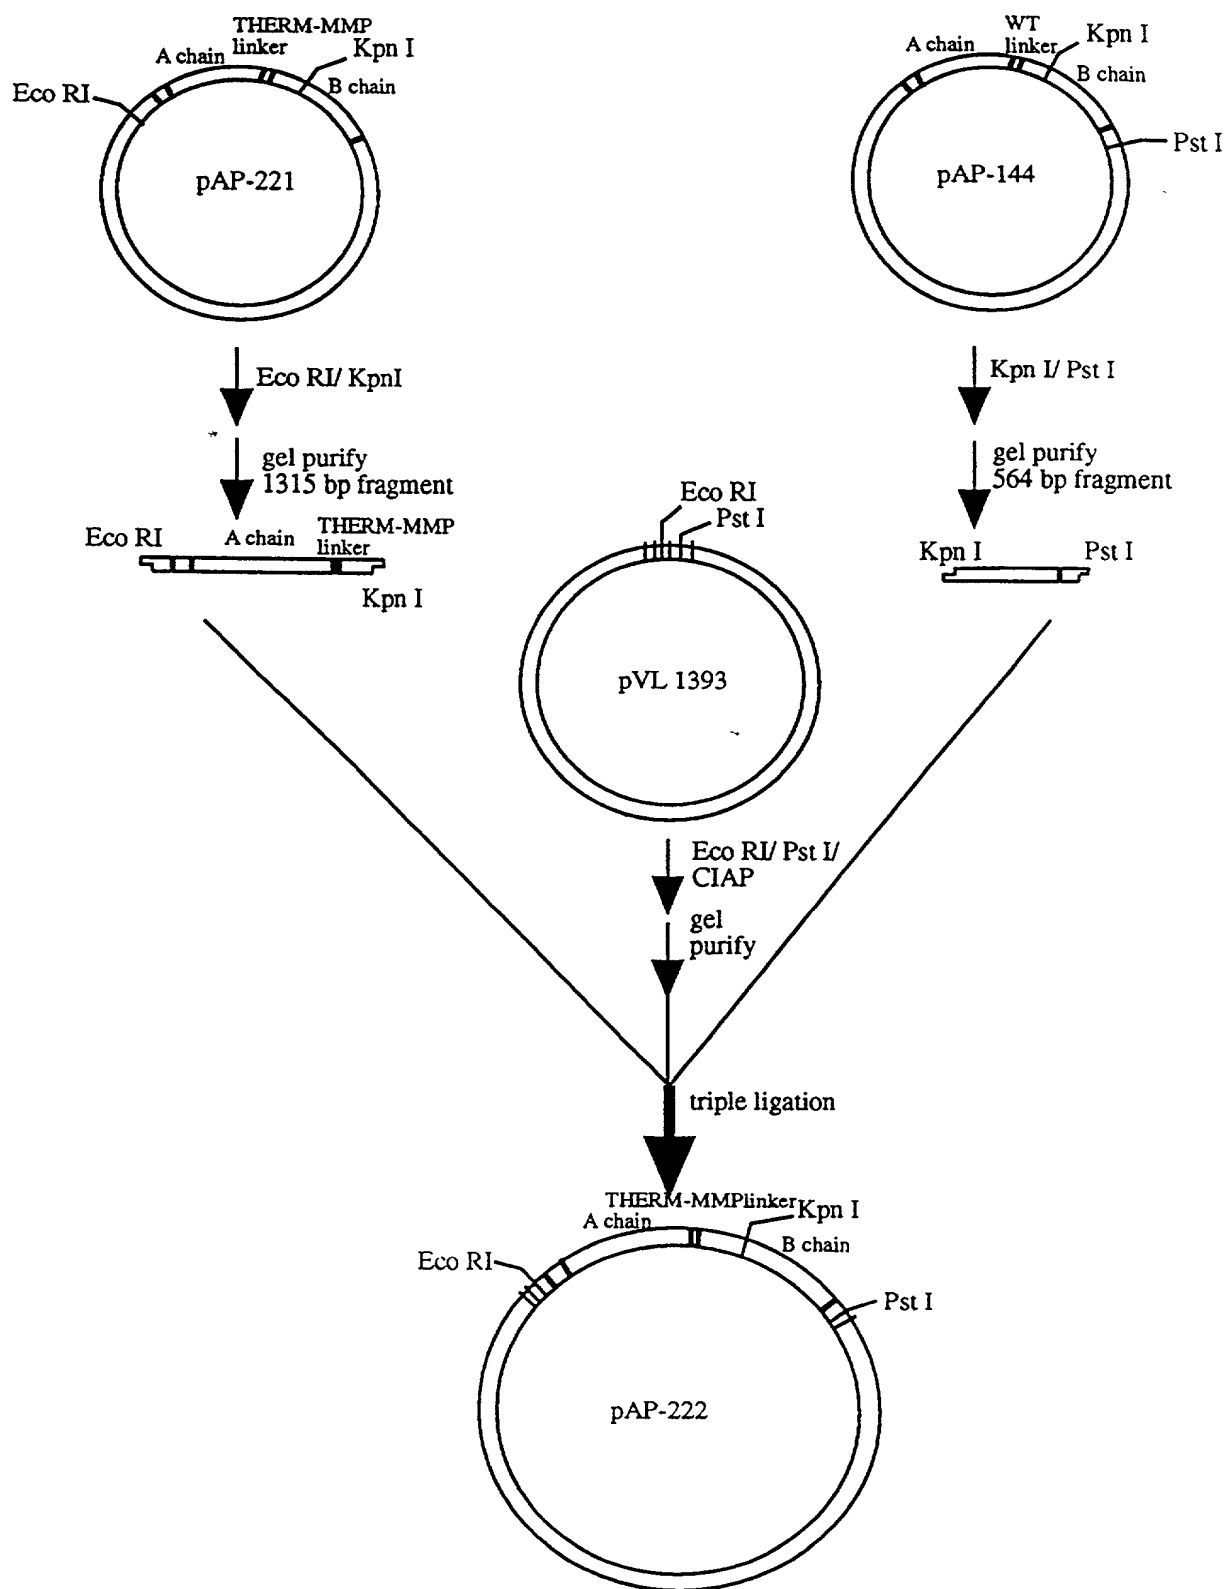 THERM-MMP
linker
A chain
Kpn I
B chain
Eco RI
pAP-221
WT
linker
A chain
Kpn I
B chain
Pst I
pAP-144
Eco RI/ KpnI
gel purify
1315 bp fragment
Kpn I/ Pst I
gel purify
564 bp fragment
Eco RI
A chain
THERM-MMP
linker
Kpn I
Eco RI
Pst I
Kpn I
Pst I
pVL 1393
Eco RI/ Pst I/
CIAP
gel
purify
triple ligation
THERM-MMPlinker
A chain
Kpn I
B chain
Eco RI
Pst I
pAP-222